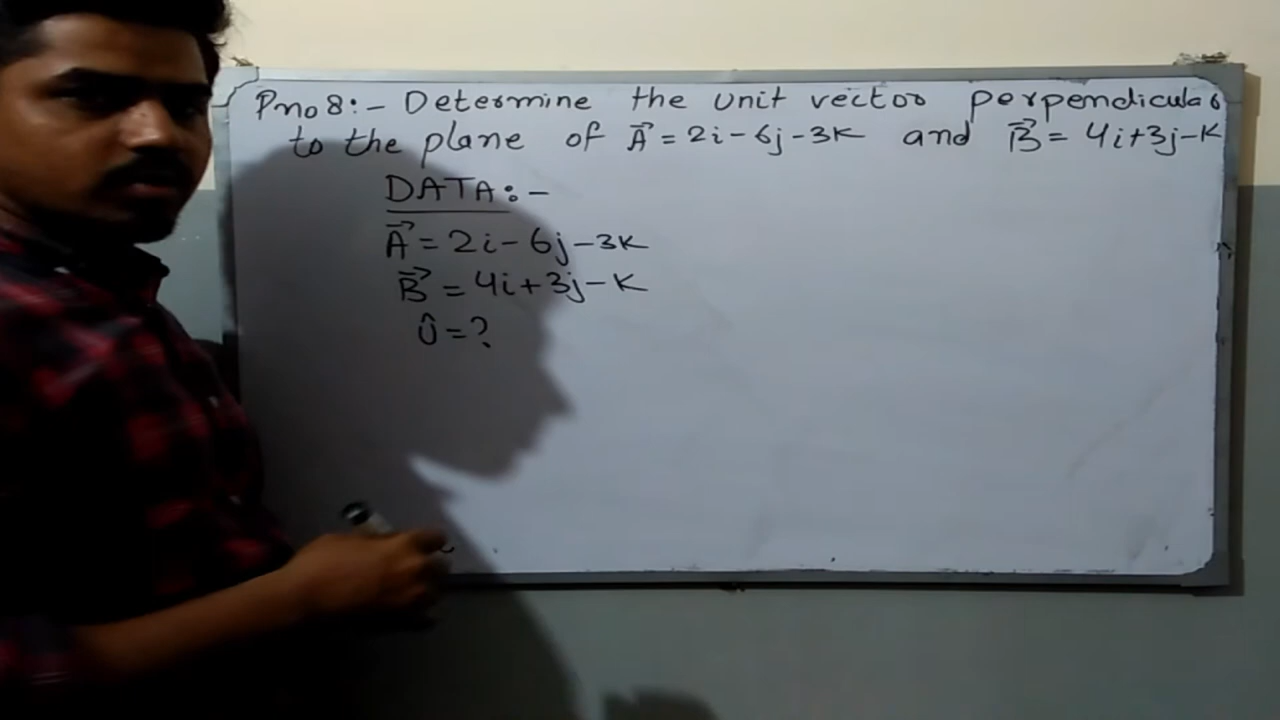 Pno8:- Determine the unit vector perpendicular
to the plane of A⃗ = 2i-6j-3K and B⃗ = 4i+3j-K
DATA:-
A⃗ = 2i-6j-3K
B⃗ = 4i+3j-K
Û=?